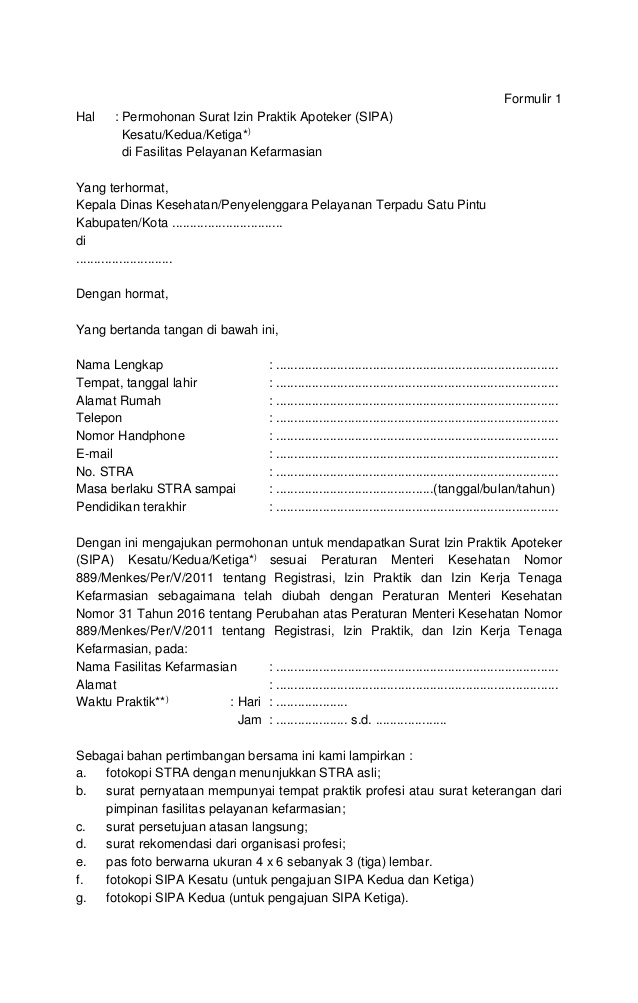 Formulir 1
Hal : Permohonan Surat Izin Praktik Apoteker (SIPA)
Kesatu/Kedua/Ketiga*)
di Fasilitas Pelayanan Kefarmasian
Yang terhormat,
Kepala Dinas Kesehatan/Penyelenggara Pelayanan Terpadu Satu Pintu
Kabupaten/Kota ...............................
di
...........................
Dengan hormat,
Yang bertanda tangan di bawah ini,
Nama Lengkap : ...............................................................................
Tempat, tanggal lahir : ...............................................................................
Alamat Rumah : ...............................................................................
Telepon : ...............................................................................
Nomor Handphone : ...............................................................................
E-mail : ...............................................................................
No. STRA : ...............................................................................
Masa berlaku STRA sampai : ............................................(tanggal/bulan/tahun)
Pendidikan terakhir : ...............................................................................
Dengan ini mengajukan permohonan untuk mendapatkan Surat Izin Praktik Apoteker
(SIPA) Kesatu/Kedua/Ketiga*) sesuai Peraturan Menteri Kesehatan Nomor
889/Menkes/Per/V/2011 tentang Registrasi, Izin Praktik dan Izin Kerja Tenaga
Kefarmasian sebagaimana telah diubah dengan Peraturan Menteri Kesehatan
Nomor 31 Tahun 2016 tentang Perubahan atas Peraturan Menteri Kesehatan Nomor
889/Menkes/Per/V/2011 tentang Registrasi, Izin Praktik, dan Izin Kerja Tenaga
Kefarmasian, pada:
Nama Fasilitas Kefarmasian : ...............................................................................
Alamat : ...............................................................................
Waktu Praktik**) : Hari : ....................
Jam : .................... s.d. ....................
Sebagai bahan pertimbangan bersama ini kami lampirkan :
a. fotokopi STRA dengan menunjukkan STRA asli;
b. surat pernyataan mempunyai tempat praktik profesi atau surat keterangan dari
pimpinan fasilitas pelayanan kefarmasian;
c. surat persetujuan atasan langsung;
d. surat rekomendasi dari organisasi profesi;
e. pas foto berwarna ukuran 4 x 6 sebanyak 3 (tiga) lembar.
f. fotokopi SIPA Kesatu (untuk pengajuan SIPA Kedua dan Ketiga)
g. fotokopi SIPA Kedua (untuk pengajuan SIPA Ketiga).